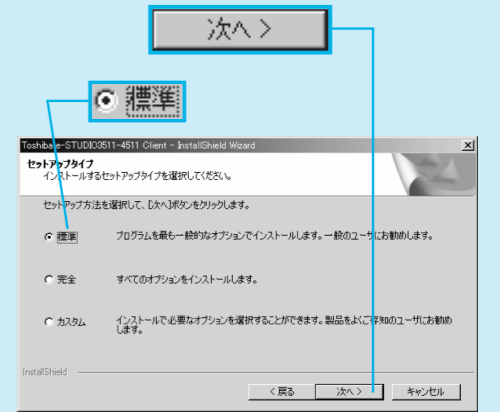 次へ >
標準
Toshibae-STUDIO3511-4511 Client - InstallShield Wizard
セットアップタイプ
インストールするセットアップタイプを選択してください。
セットアップ方法を選択して、[次へ]ボタンをクリックします。
標準
プログラムを最も一般的なオプションでインストールします。一般のユーザにお勧めします。
完全
すべてのオプションをインストールします。
カスタム
インストールで必要なオプションを選択することができます。製品をよくご存知のユーザにお勧め
します。
InstallShield
< 戻る
次へ >
キャンセル